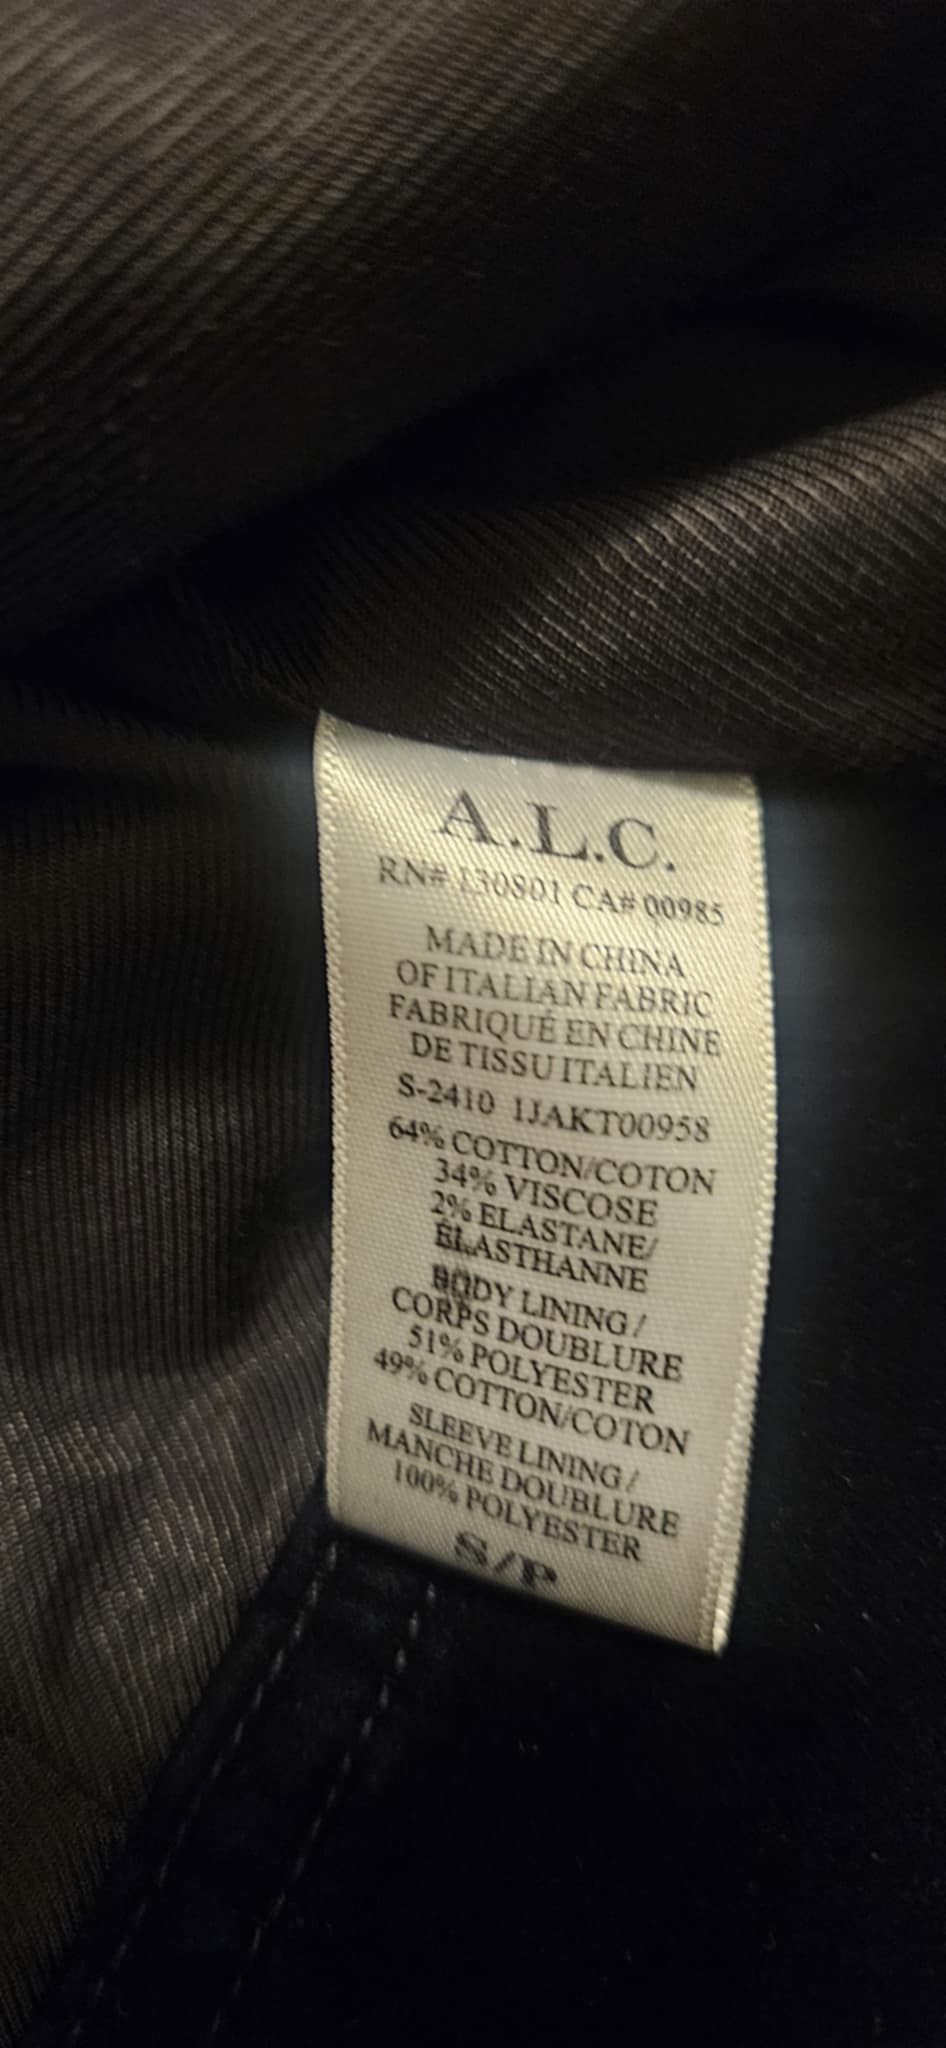 A.L.C.
RN# 130801 CA# 00985
MADE IN CHINA
OF ITALIAN FABRIC
FABRIQUÉ EN CHINE
DE TISSU ITALIEN
S-2410 1JAKT00958
64% COTTON/COTON
34% VISCOSE
2% ELASTANE/
ÉLASTHANNE
BODY LINING/
CORPS DOUBLURE
51% POLYESTER
49% COTTON/COTON
SLEEVE LINING/
MANCHE DOUBLURE
100% POLYESTER
S/P